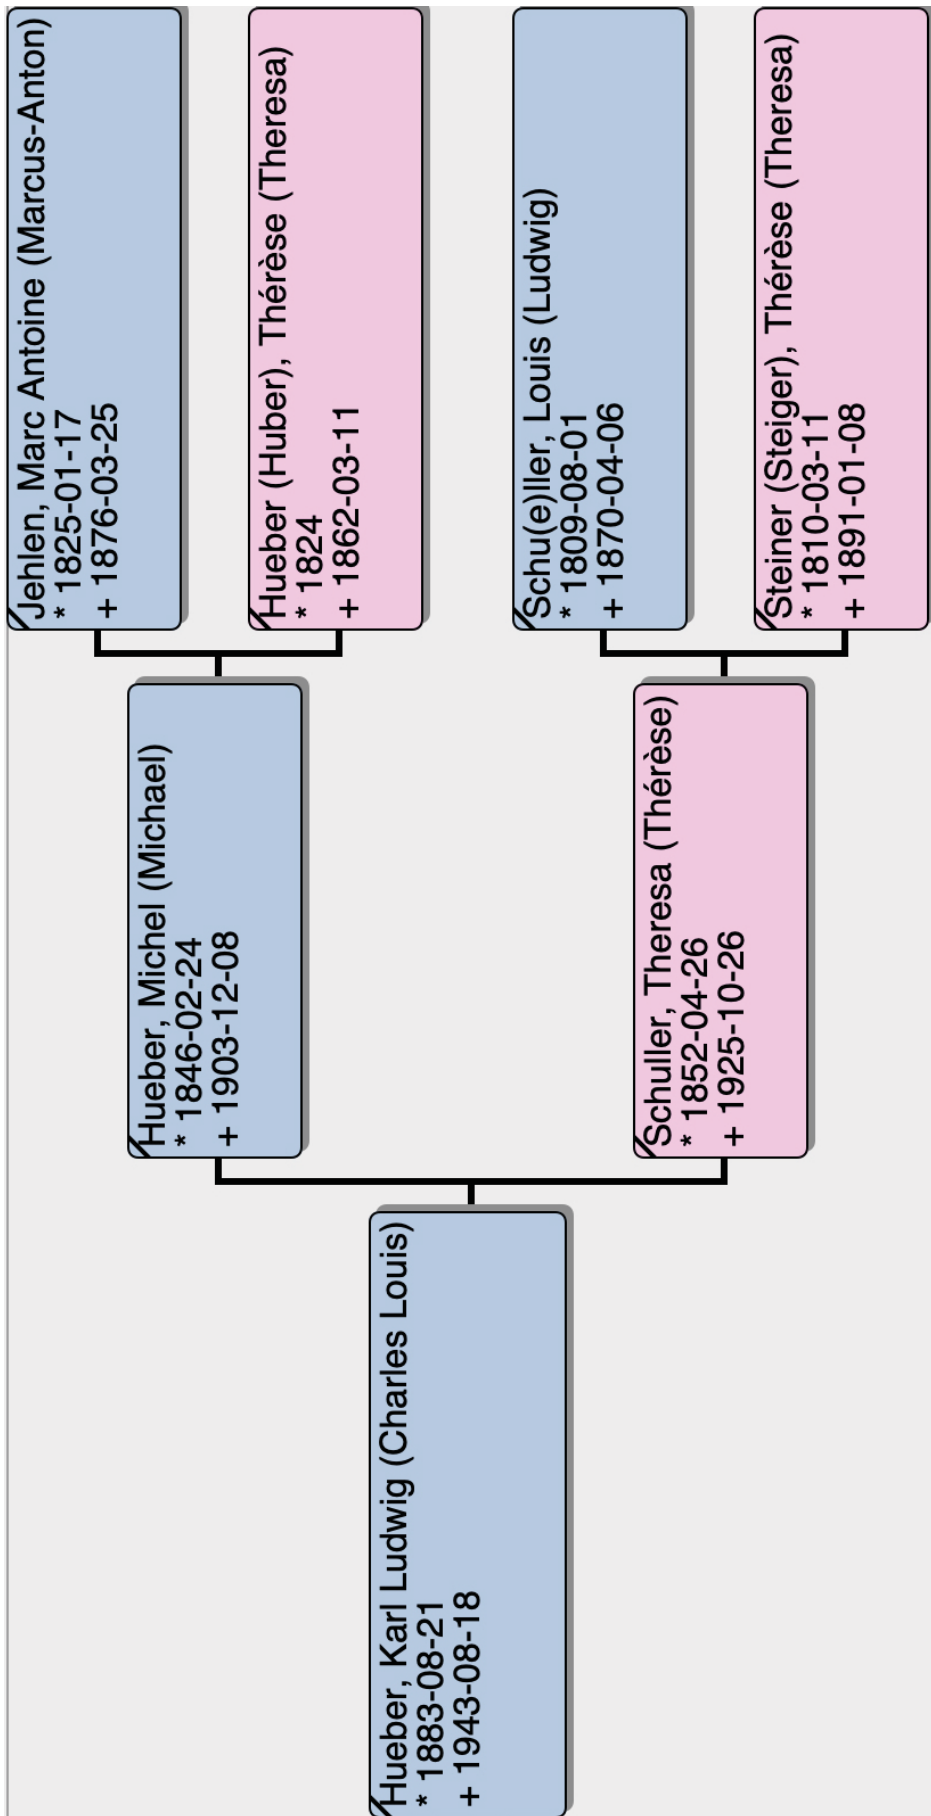 Jehlen, Marc Antoine (Marcus-Anton)
* 1825-01-17
+ 1876-03-25
Hueber (Huber), Thérèse (Theresa)
* 1824
+ 1862-03-11
Schu(e)ller, Louis (Ludwig)
* 1809-08-01
+ 1870-04-06
Steiner (Steiger), Thérèse (Theresa)
* 1810-03-11
+ 1891-01-08
Hueber, Michel (Michael)
* 1846-02-24
+ 1903-12-08
Schuller, Theresa (Thérèse)
* 1852-04-26
+ 1925-10-26
Hueber, Karl Ludwig (Charles Louis)
* 1883-08-21
+ 1943-08-18